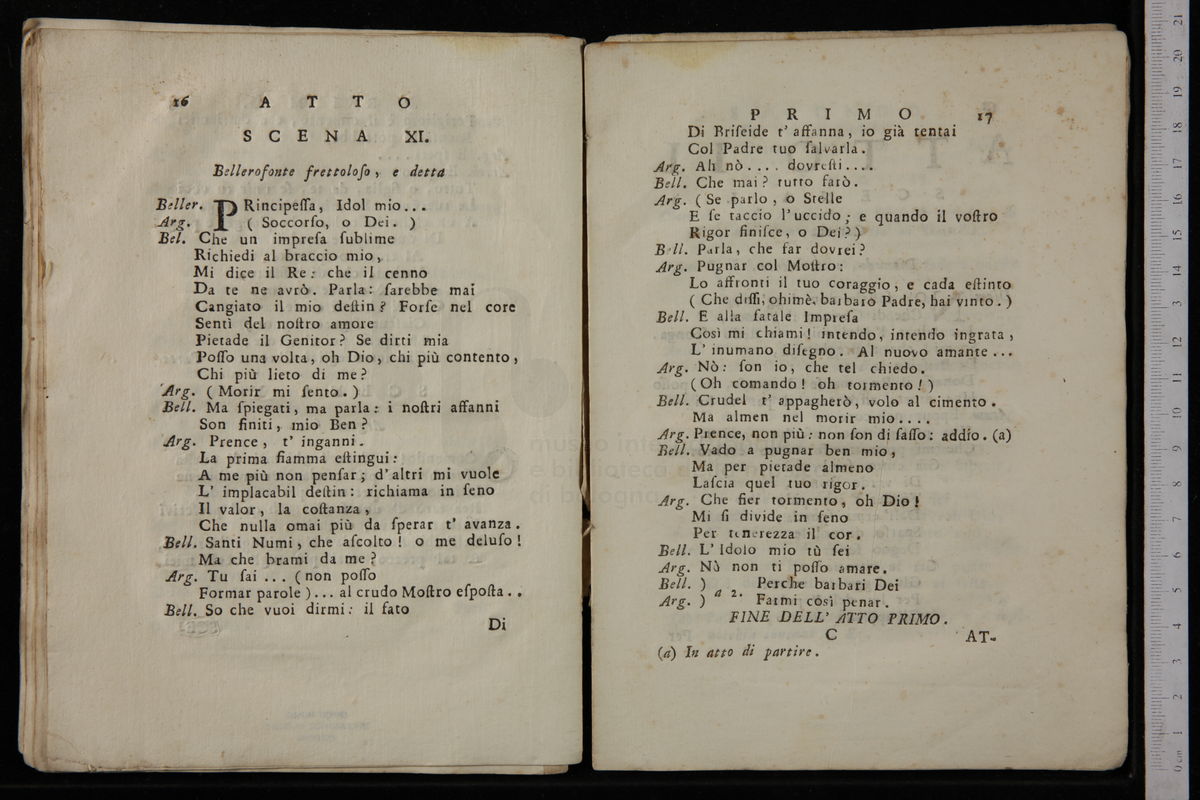 16 A T T O
S C E N A XI.
Bellerofonte frettoloſo, e detta
Beller. PRincipeſſa, Idol mio...
Arg. ( Soccorſo, o Dei. )
Bel. Che un impreſa ſublime
Richiedi al braccio mio,
Mi dice il Re: che il cenno
Da te ne avrò. Parla: ſarebbe mai
Cangiato il mio deſtin? Forſe nel core
Sentì del noſtro amore
Pietade il Genitor? Se dirti mia
Poſſo una volta, oh Dio, chi più contento,
Chi più lieto di me?
Arg. ( Morir mi ſento. )
Bell. Ma ſpiegati, ma parla: i noſtri affanni
Son finiti, mio Ben?
Arg. Prence, t' inganni.
La prima fiamma eſtingui:
A me più non penſar; d'altri mi vuole
L' implacabil deſtin: richiama in ſeno
Il valor, la coſtanza,
Che nulla omai più da ſperar t' avanza.
Bell. Santi Numi, che aſcolto! o me deluſo!
Ma che brami da me?
Arg. Tu ſai ... ( non poſſo
Formar parole )... al crudo Moſtro eſpoſta..
Bell. So che vuoi dirmi: il fato
Di
P R I M O 17
Di Briſeide t' affanna, io già tentai
Col Padre tuo ſalvarla.
Arg. Ah nò.... dovreſti....
Bell. Che mai? tutto farò.
Arg. ( Se parlo, o Stelle
E ſe taccio l'uccido; e quando il voſtro
Rigor finiſce, o Dei? )
Bell. Parla, che far dovrei?
Arg. Pugnar col Moſtro:
Lo affronti il tuo coraggio, e cada eſtinto
( Che diſſi, ohimè, barbaro Padre, hai vinto. )
Bell. E alla fatale Impreſa
Così mi chiami! intendo, intendo ingrata,
L' inumano diſegno. Al nuovo amante...
Arg. Nò: ſon io, che tel chiedo.
( Oh comando! oh tormento! )
Bell. Crudel t' appagherò, volo al cimento.
Ma almen nel morir mio....
Arg. Prence, non più: non ſon di ſaſſo: addio. (a)
Bell. Vado a pugnar ben mio,
Ma per pietade almeno
Laſcia quel tuo rigor.
Arg. Che fier tormento, oh Dio!
Mi ſi divide in ſeno
Per tenerezza il cor.
Bell. L' Idolo mio tù ſei
Arg. Nò non ti poſſo amare.
Bell. ) a 2. Perche barbari Dei
Arg. ) Farmi così penar.
FINE DELL' ATTO PRIMO.
C AT-
(a) In atto di partire.